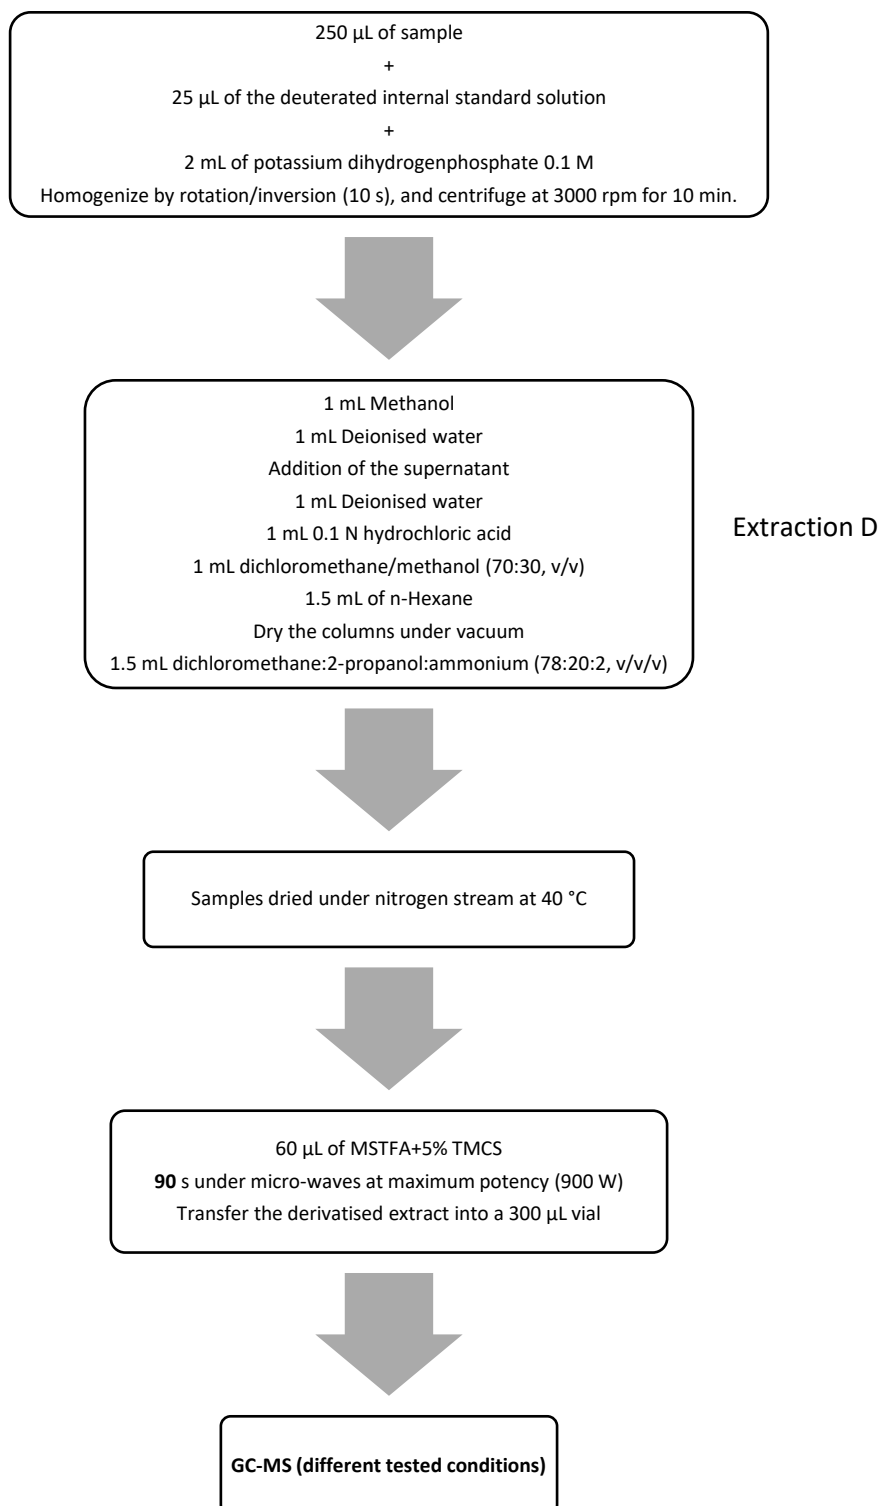 250 µL of sample
+
25 µL of the deuterated internal standard solution
+
2 mL of potassium dihydrogenphosphate 0.1 M
Homogenize by rotation/inversion (10 s), and centrifuge at 3000 rpm for 10 min.
1 mL Methanol
1 mL Deionised water
Addition of the supernatant
1 mL Deionised water
1 mL 0.1 N hydrochloric acid
1 mL dichloromethane/methanol (70:30, v/v)
1.5 mL of n-Hexane
Dry the columns under vacuum
1.5 mL dichloromethane:2-propanol:ammonium (78:20:2, v/v/v)
Extraction D
Samples dried under nitrogen stream at 40 °C
60 µL of MSTFA+5% TMCS
90 s under micro-waves at maximum potency (900 W)
Transfer the derivatised extract into a 300 µL vial
GC-MS (different tested conditions)